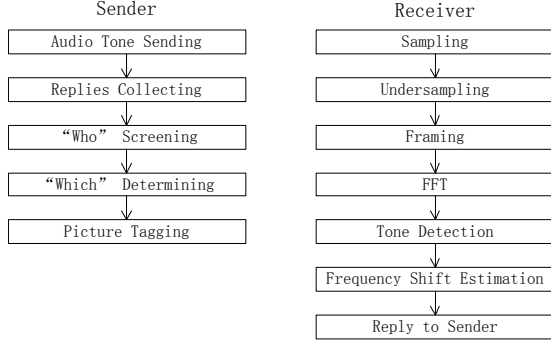 Sender
Audio Tone Sending
Replies Collecting
“Who” Screening
“Which” Determining
Picture Tagging
Receiver
Sampling
Undersampling
Framing
FFT
Tone Detection
Frequency Shift Estimation
Reply to Sender